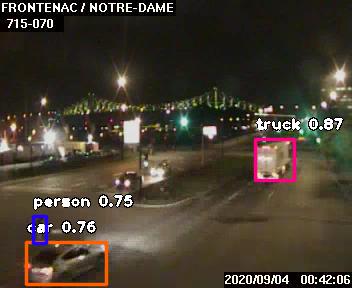 FRONTENAC / NOTRE-DAME
715-070
truck 0.87
person 0.75
car 0.76
2020/09/04 00:42:06